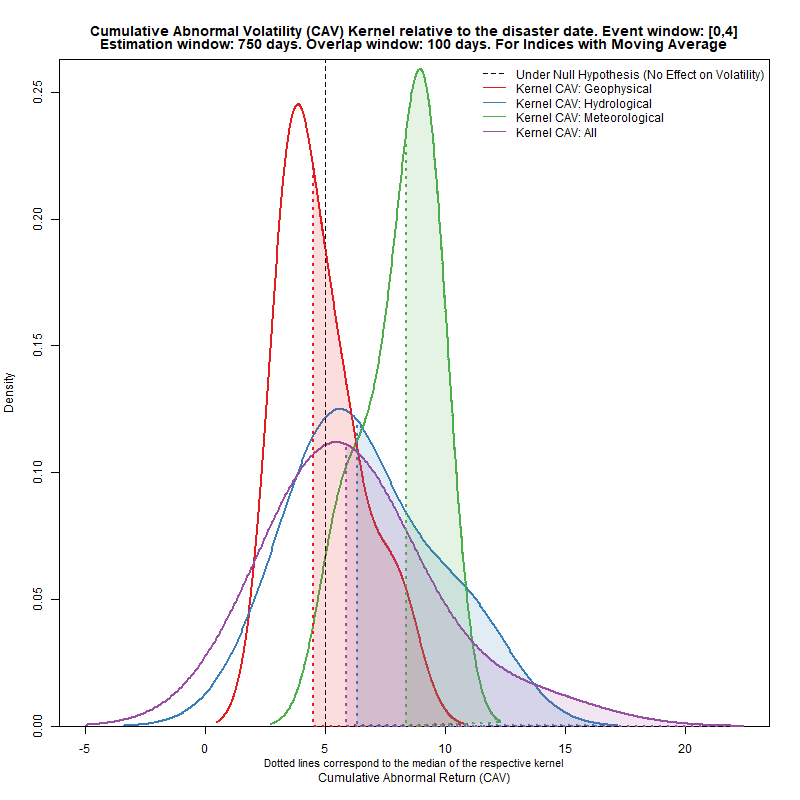 Cumulative Abnormal Volatility (CAV) Kernel relative to the disaster date. Event window: [0,4]
Estimation window: 750 days. Overlap window: 100 days. For Indices with Moving Average
Under Null Hypothesis (No Effect on Volatility)
Kernel CAV: Geophysical
Kernel CAV: Hydrological
Kernel CAV: Meteorological
Kernel CAV: All
Density
0.25
0.20
0.15
0.10
0.05
0.00
-5 0 5 10 15 20
Dotted lines correspond to the median of the respective kernel
Cumulative Abnormal Return (CAV)